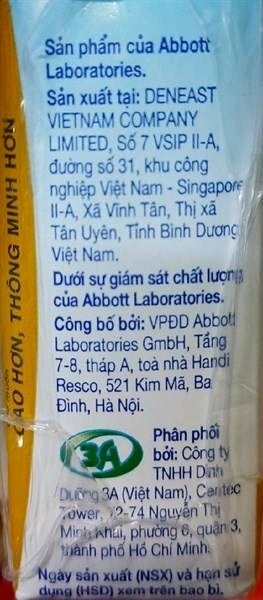 Sản phẩm của Abbott
Laboratories.
Sản xuất tại: DENEAST
VIETNAM COMPANY
LIMITED, Số 7 VSIP II-A,
đường số 31, khu công
nghiệp Việt Nam - Singapore
II-A, Xã Vĩnh Tân, Thị xã
Tân Uyên, Tỉnh Bình Dương,
Việt Nam.
Dưới sự giám sát chất lượng
của Abbott Laboratories.
Công bố bởi: VPĐD Abbott
Laboratories GmbH, Tầng
7-8, tháp A, toà nhà Handi
Resco, 521 Kim Mã, Ba
Đình, Hà Nội.
3A
Phân phối
bởi: Công ty
TNHH Dinh
Dưỡng 3A (Việt Nam), Centec
Tower, 72-74 Nguyễn Thị
Minh Khai, phường 6, quận 3,
thành phố Hồ Chí Minh.
Ngày sản xuất (NSX) và hạn sử
dụng (HSD) xem trên bao bì.
CAO HƠN, THÔNG MINH HƠN